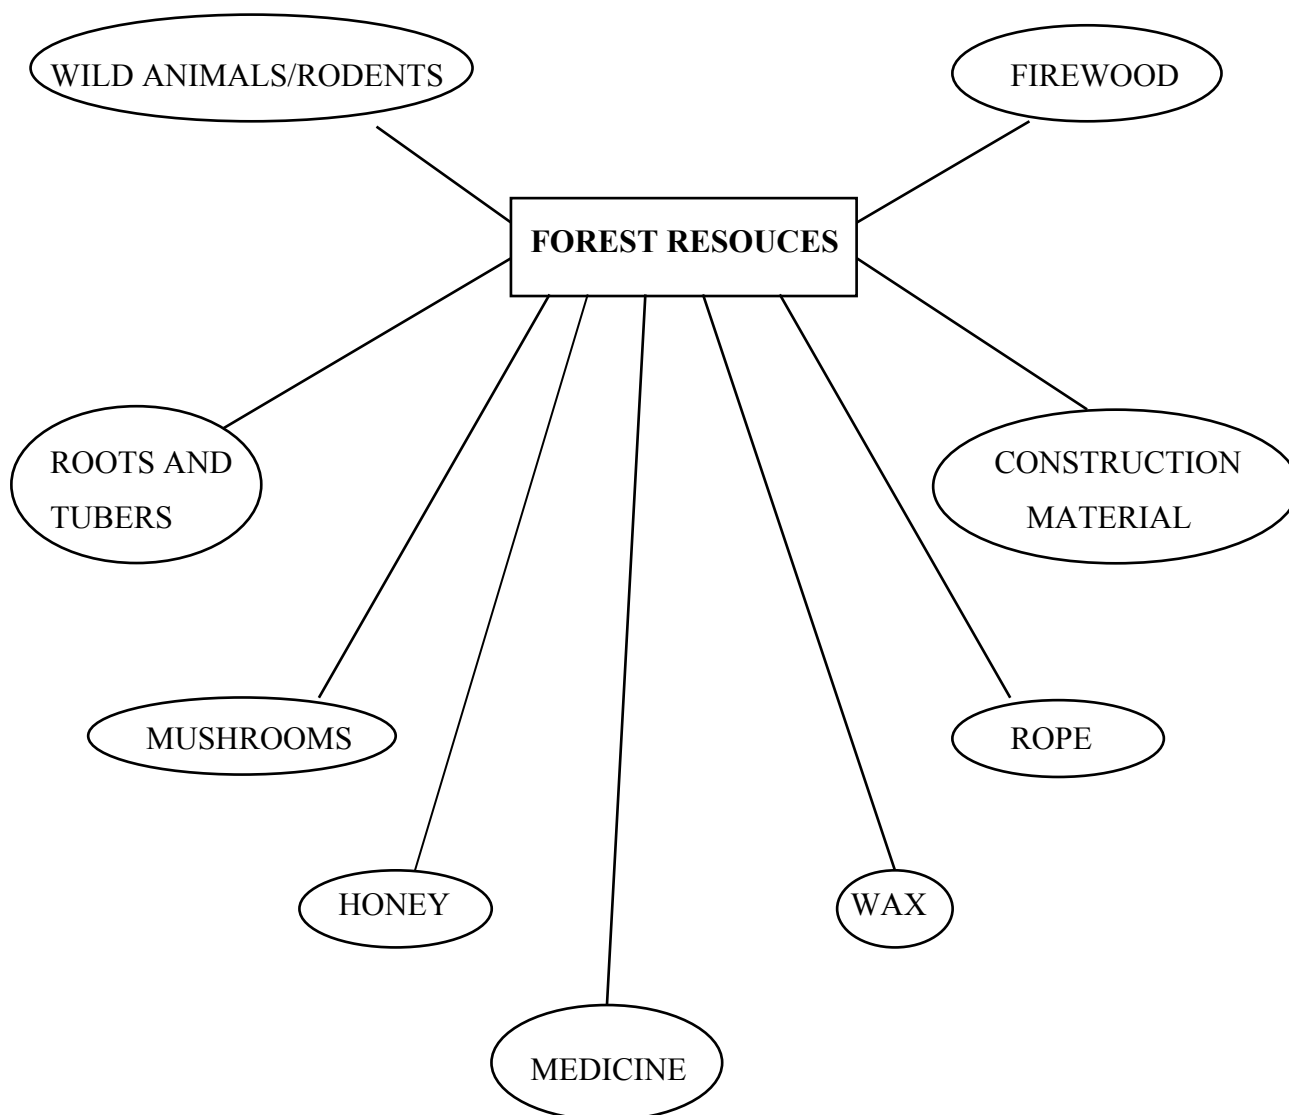 WILD ANIMALS/RODENTS
FIREWOOD
FOREST RESOUCES
ROOTS AND
TUBERS
CONSTRUCTION
MATERIAL
MUSHROOMS
ROPE
HONEY
WAX
MEDICINE